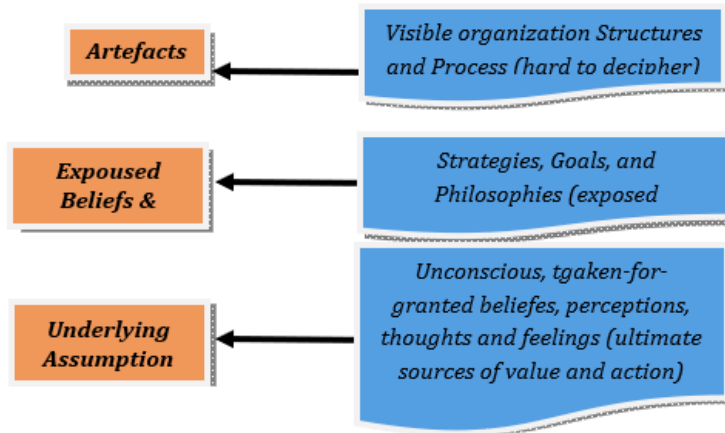 Artefacts
Visible organization Structures
and Process (hard to decipher)
Expoused
Beliefs &
Strategies, Goals, and
Philosophies (exposed
Underlying
Assumption
Unconscious, tgaken-for-
granted beliefes, perceptions,
thoughts and feelings (ultimate
sources of value and action)